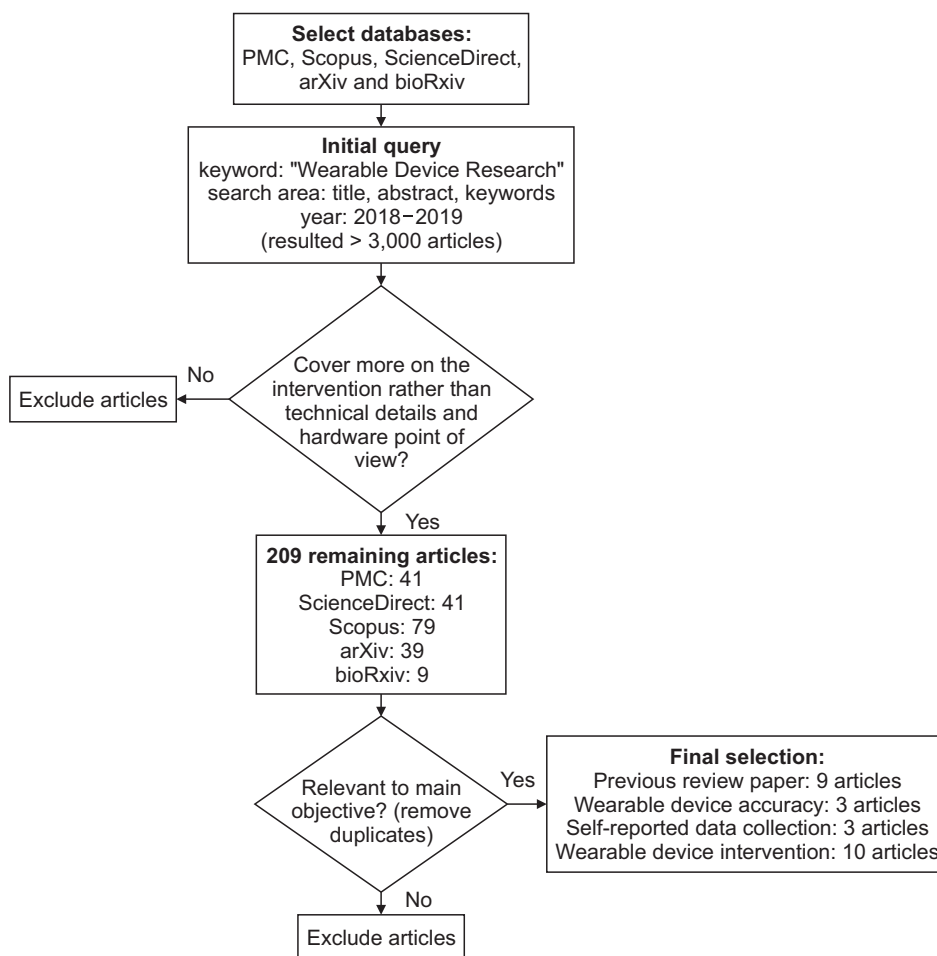 Select databases:
PMC, Scopus, ScienceDirect,
arXiv and bioRxiv
Initial query
keyword: "Wearable Device Research"
search area: title, abstract, keywords
year: 2018−2019
(resulted > 3,000 articles)
Cover more on the
intervention rather than
technical details and
hardware point of
view?
No
Exclude articles
Yes
209 remaining articles:
PMC: 41
ScienceDirect: 41
Scopus: 79
arXiv: 39
bioRxiv: 9
Relevant to main
objective? (remove
duplicates)
Yes
Final selection:
Previous review paper: 9 articles
Wearable device accuracy: 3 articles
Self-reported data collection: 3 articles
Wearable device intervention: 10 articles
No
Exclude articles